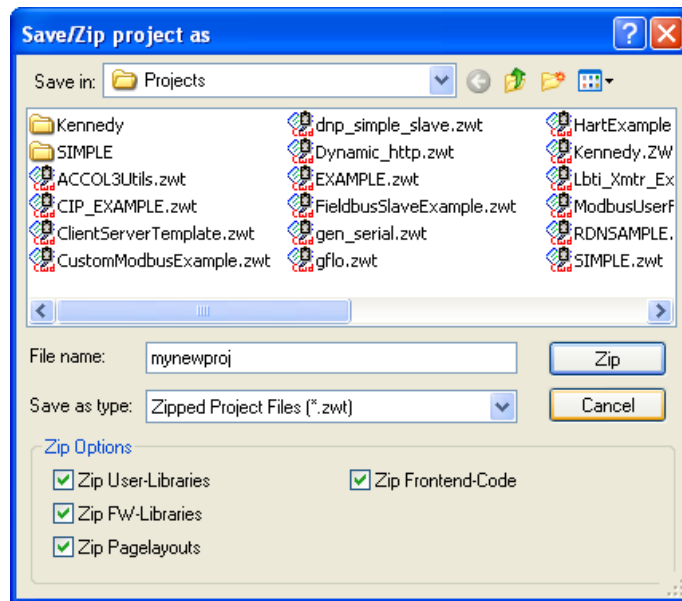 Save/Zip project as
Save in: Projects
Kennedy
SIMPLE
ACCOL3Utils.zwt
CIP_EXAMPLE.zwt
ClientServerTemplate.zwt
CustomModbusExample.zwt
dnp_simple_slave.zwt
Dynamic_http.zwt
EXAMPLE.zwt
FieldbusSlaveExample.zwt
gen_serial.zwt
gflo.zwt
HartExample
Kennedy.ZW
Lbti_Xmtr_Ex
ModbusUserF
RDNSAMPLE.
SIMPLE.zwt
File name: mynewproj Zip
Save as type: Zipped Project Files (*.zwt) Cancel
Zip Options
Zip User-Libraries Zip Frontend-Code
Zip FW-Libraries
Zip Pagelayouts